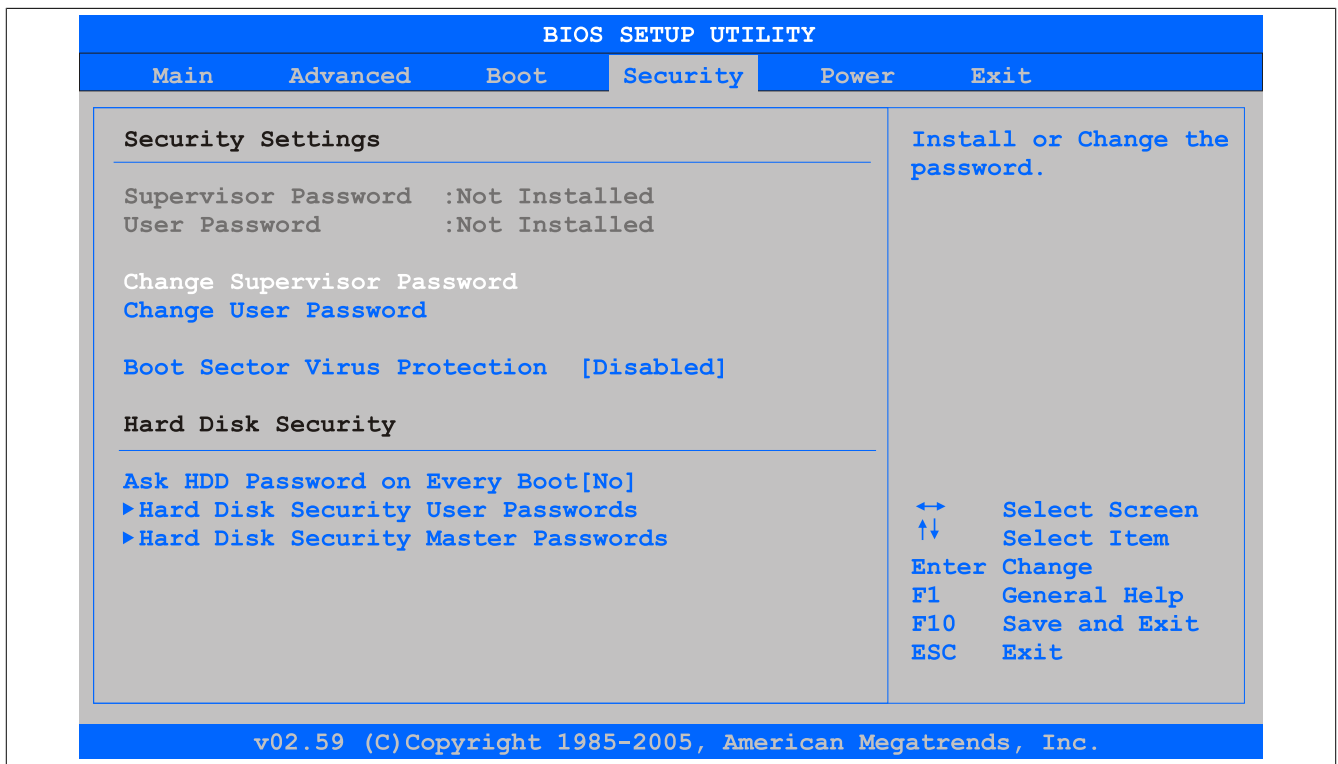 BIOS SETUP UTILITY
Main Advanced Boot Security Power Exit
Security Settings
Supervisor Password :Not Installed
User Password :Not Installed
Change Supervisor Password
Change User Password
Boot Sector Virus Protection [Disabled]
Hard Disk Security
Ask HDD Password on Every Boot[No]
▶Hard Disk Security User Passwords
▶Hard Disk Security Master Passwords
Install or Change the
password.
↔ Select Screen
↑↓ Select Item
Enter Change
F1 General Help
F10 Save and Exit
ESC Exit
v02.59 (C)Copyright 1985-2005, American Megatrends, Inc.